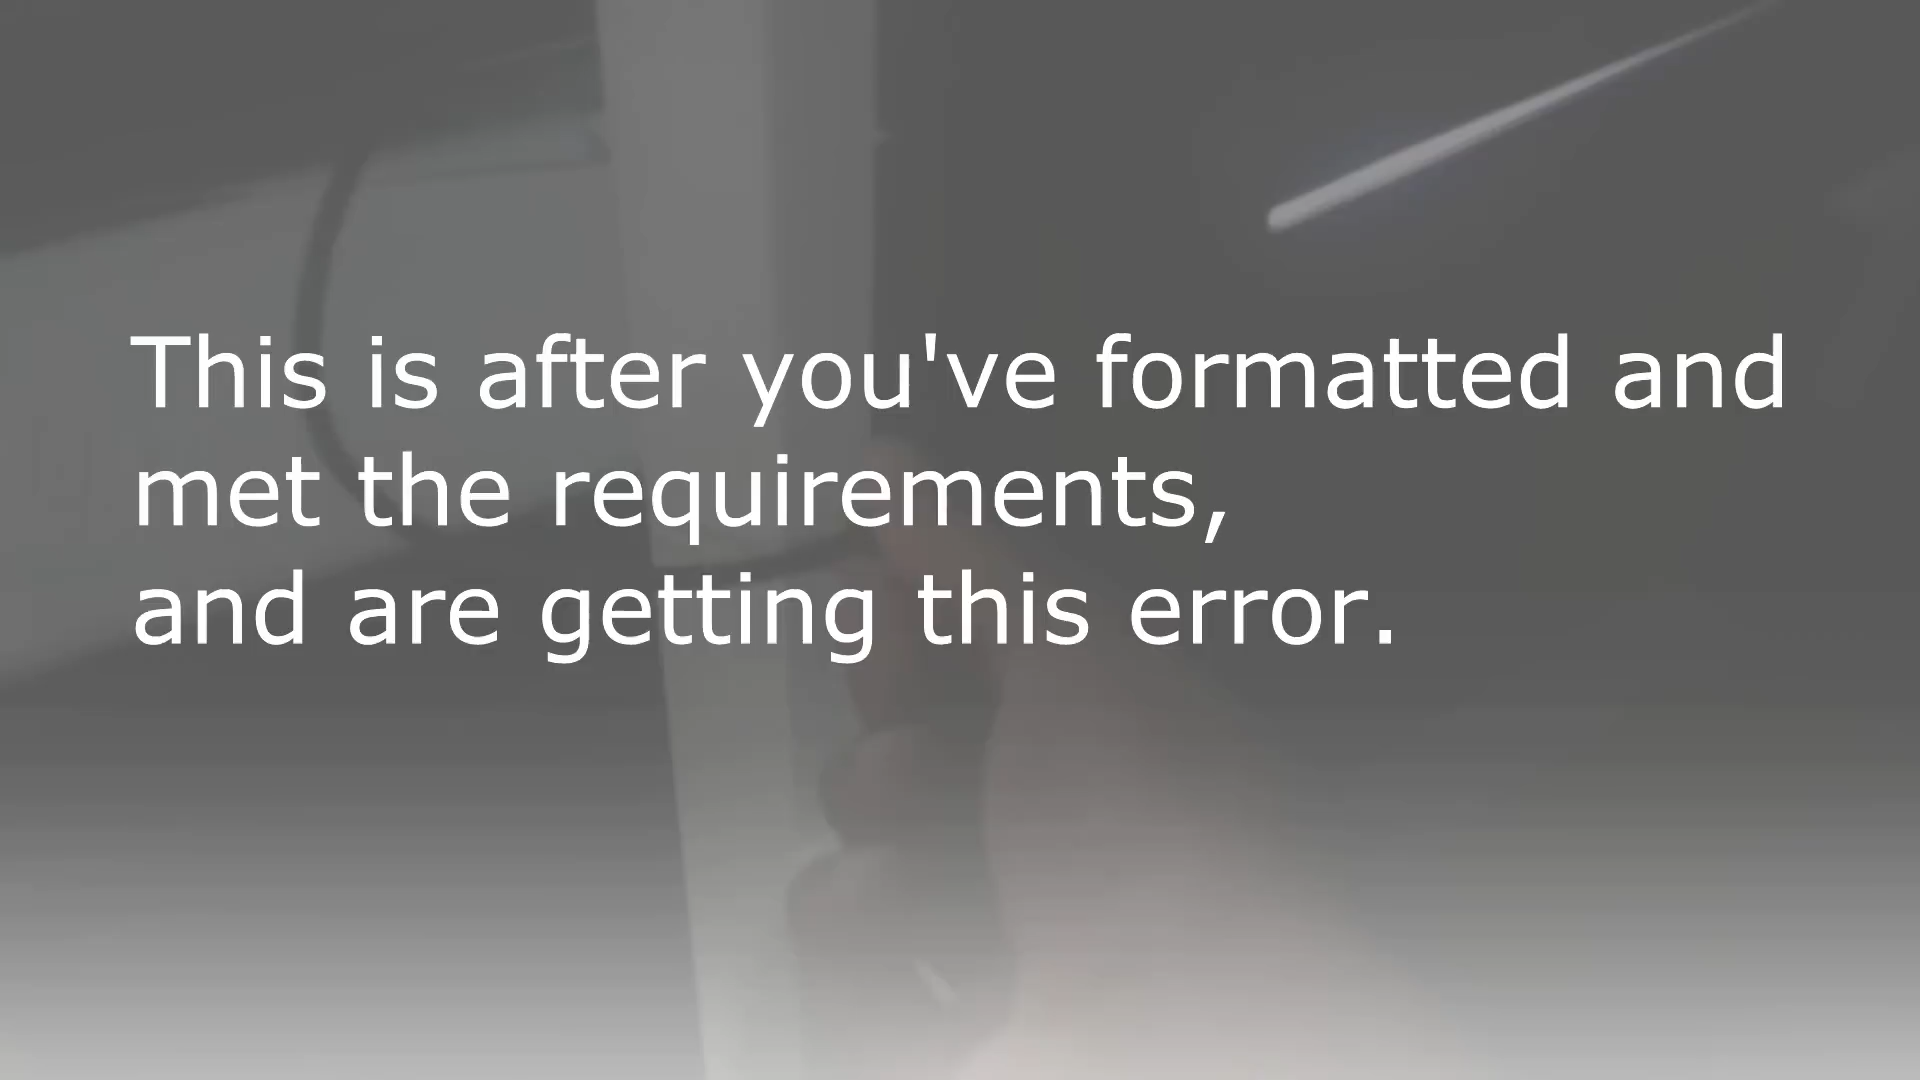 This is after you've formatted and
met the requirements,
and are getting this error.